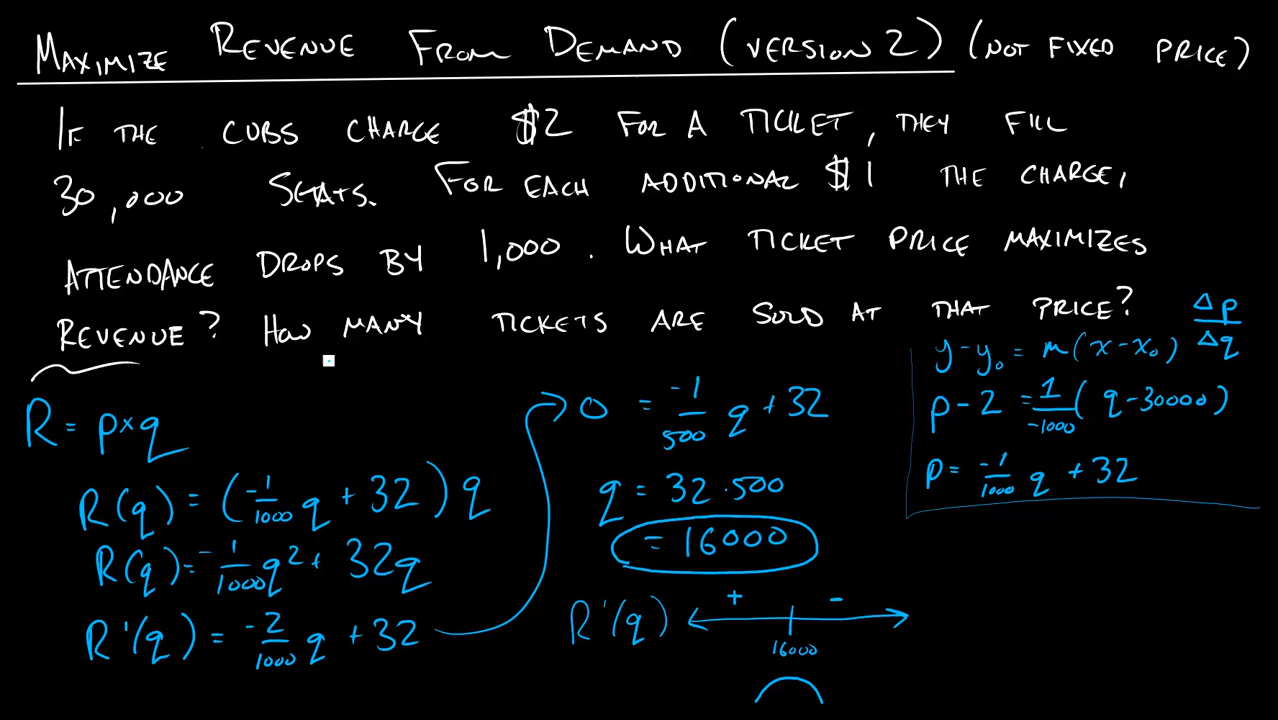 MAXIMIZE REVENUE FROM DEMAND (VERSION 2) (NOT FIXED PRICE)
IF THE CUBS CHARGE $2 FOR A TICKET, THEY FILL
30,000 SEATS. FOR EACH ADDITIONAL $1 THE CHARGE,
ATTENDANCE DROPS BY 1,000. WHAT TICKET PRICE MAXIMIZES
REVENUE? HOW MANY TICKETS ARE SOLD AT THAT PRICE?
R = p×q
R(q) = (-1/1000 q + 32) q
R(q) = -1/1000 q² + 32q
R'(q) = -2/1000 q + 32
0 = -1/500 q + 32
q = 32·500
= 16000
R'(q) + -
16000
Δp/Δq
y-y₀ = m(x-x₀)
p-2 = 1/-1000 (q-30000)
p = -1/1000 q + 32